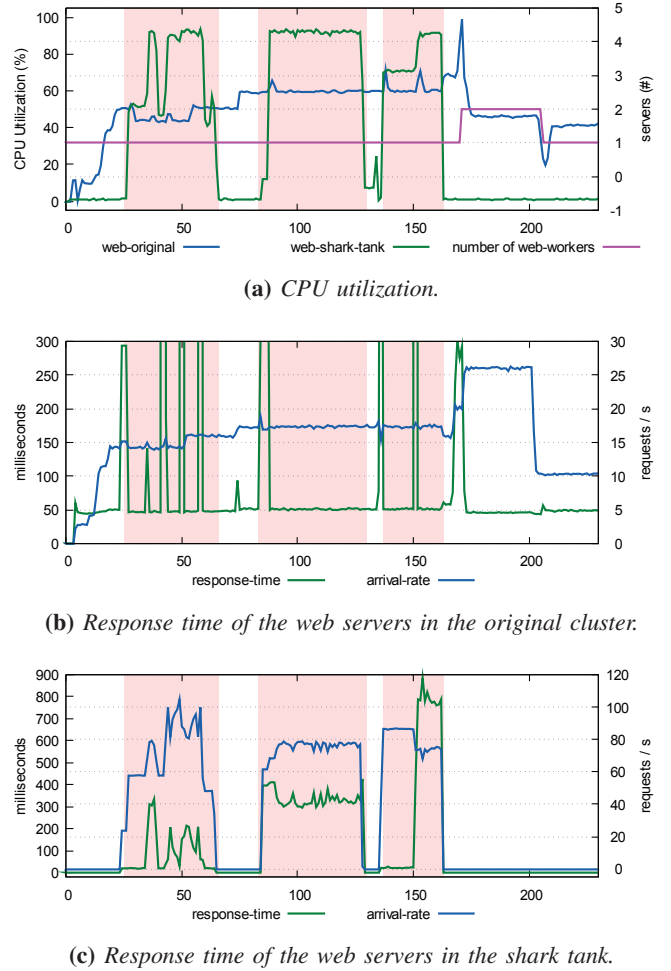 100
80
60
40
20
0
CPU Utilization (%)
5
4
3
2
1
0
-1
servers (#)
0 50 100 150 200
web-original web-shark-tank number of web-workers
(a) CPU utilization.
300
250
200
150
100
50
0
milliseconds
30
25
20
15
10
5
0
requests / s
0 50 100 150 200
response-time arrival-rate
(b) Response time of the web servers in the original cluster.
900
800
700
600
500
400
300
200
100
0
milliseconds
120
100
80
60
40
20
0
requests / s
0 50 100 150 200
response-time arrival-rate
(c) Response time of the web servers in the shark tank.